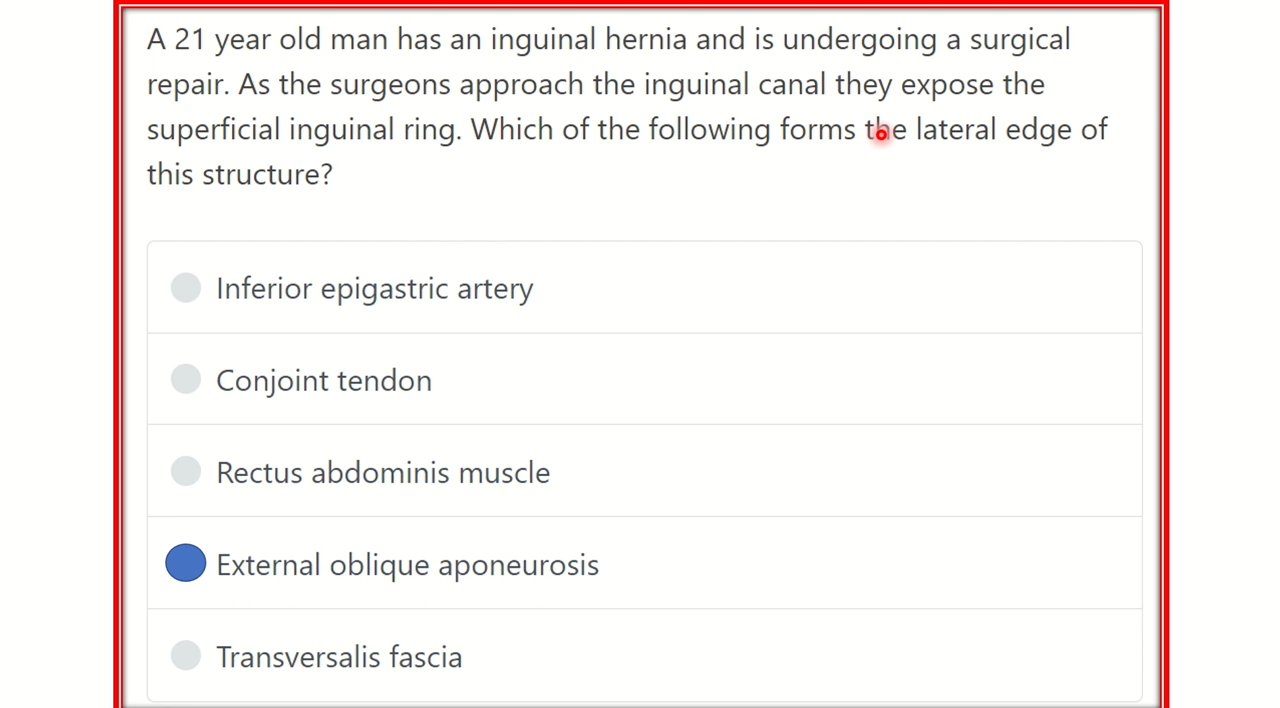 A 21 year old man has an inguinal hernia and is undergoing a surgical
repair. As the surgeons approach the inguinal canal they expose the
superficial inguinal ring. Which of the following forms the lateral edge of
this structure?
Inferior epigastric artery
Conjoint tendon
Rectus abdominis muscle
External oblique aponeurosis
Transversalis fascia